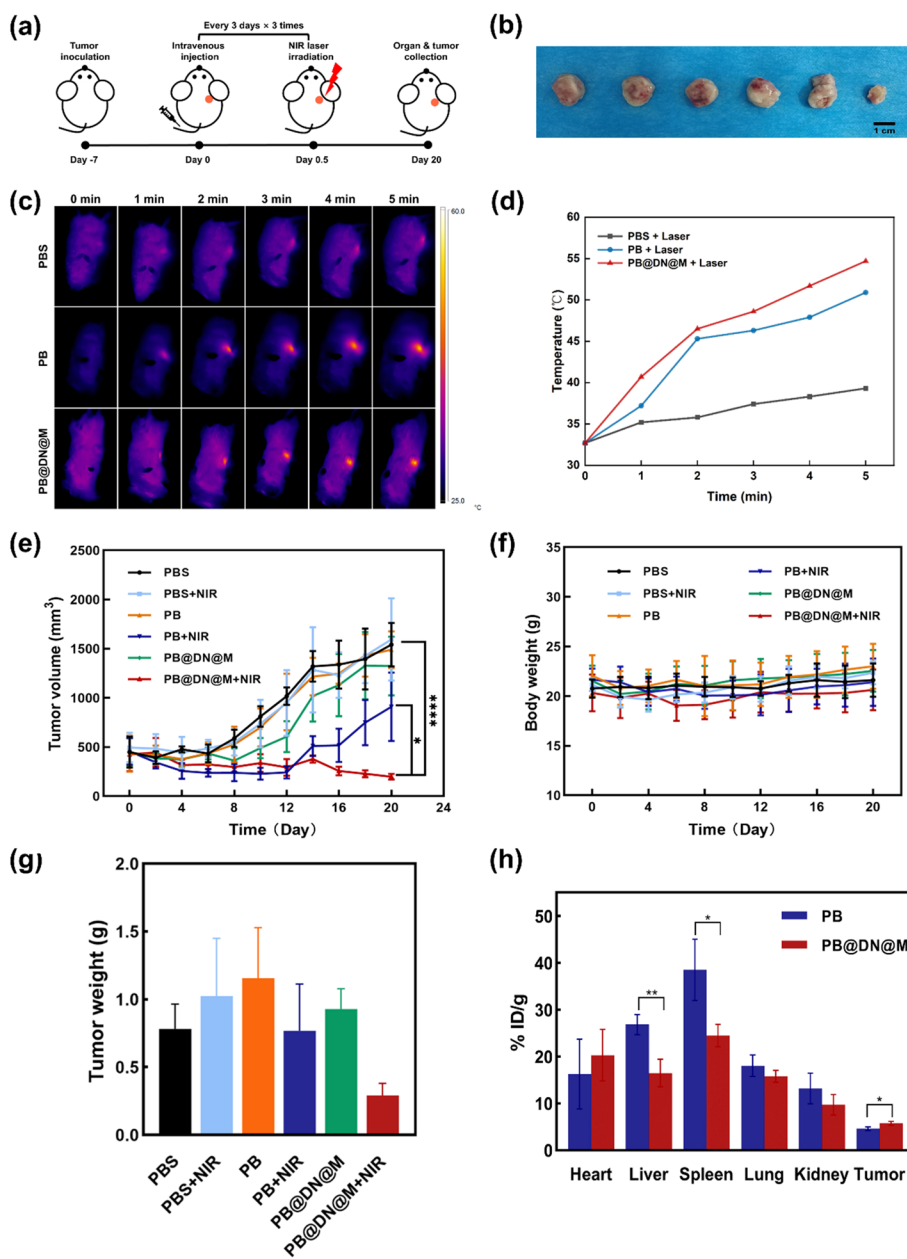 (a)
Every 3 days × 3 times
Tumor
inoculation
Intravenous
injection
NIR laser
irradiation
Organ & tumor
collection
Day -7
Day 0
Day 0.5
Day 20
(b)
1 cm
(c)
0 min
1 min
2 min
3 min
4 min
5 min
PBS
PB
PB@DN@M
60.0
25.0
°C
(d)
60
55
50
45
40
35
30
Temperature (℃)
PBS + Laser
PB + Laser
PB@DN@M + Laser
0
1
2
3
4
5
Time (min)
(e)
2500
2000
1500
1000
500
0
Tumor volume (mm³)
PBS
PBS+NIR
PB
PB+NIR
PB@DN@M
PB@DN@M+NIR
*
****
0
4
8
12
16
20
24
Time（Day）
(f)
35
30
25
20
15
10
Body weight (g)
PBS
PBS+NIR
PB
PB+NIR
PB@DN@M
PB@DN@M+NIR
0
4
8
12
16
20
Time（Day）
(g)
2.0
1.5
1.0
0.5
0.0
Tumor weight (g)
PBS
PBS+NIR
PB
PB+NIR
PB@DN@M
PB@DN@M+NIR
(h)
50
40
30
20
10
0
% ID/g
PB
PB@DN@M
**
*
*
Heart
Liver
Spleen
Lung
Kidney
Tumor